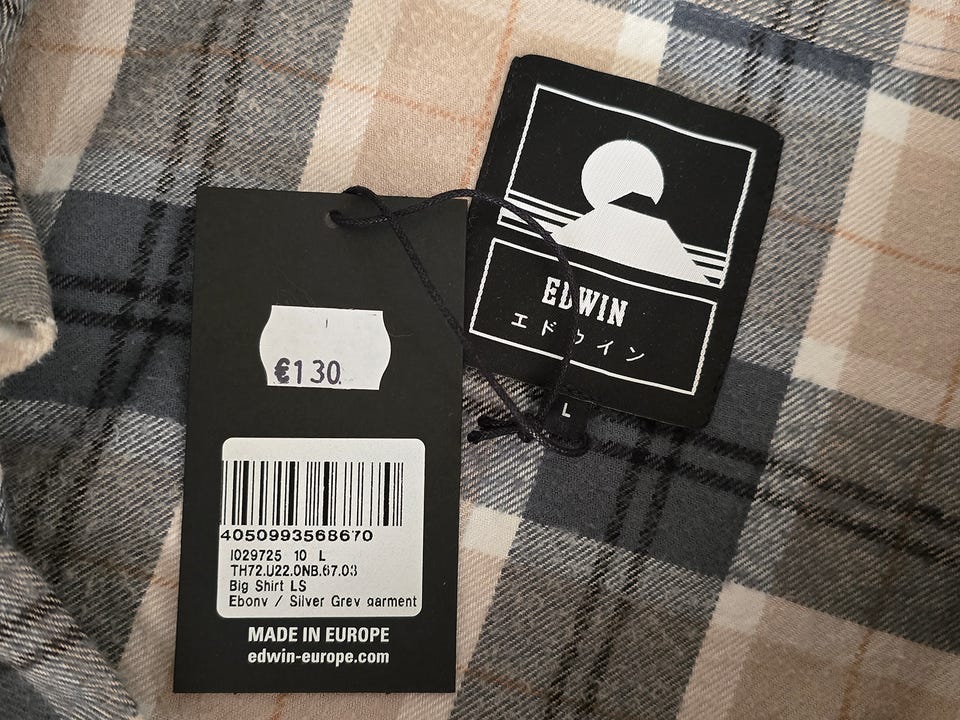 €130
4050993568670
I029725 10 L
TH72.U22.0NB.67.03
Big Shirt LS
Ebony / Silver Grey garment
MADE IN EUROPE
edwin-europe.com
EDWIN
エドウイン
L